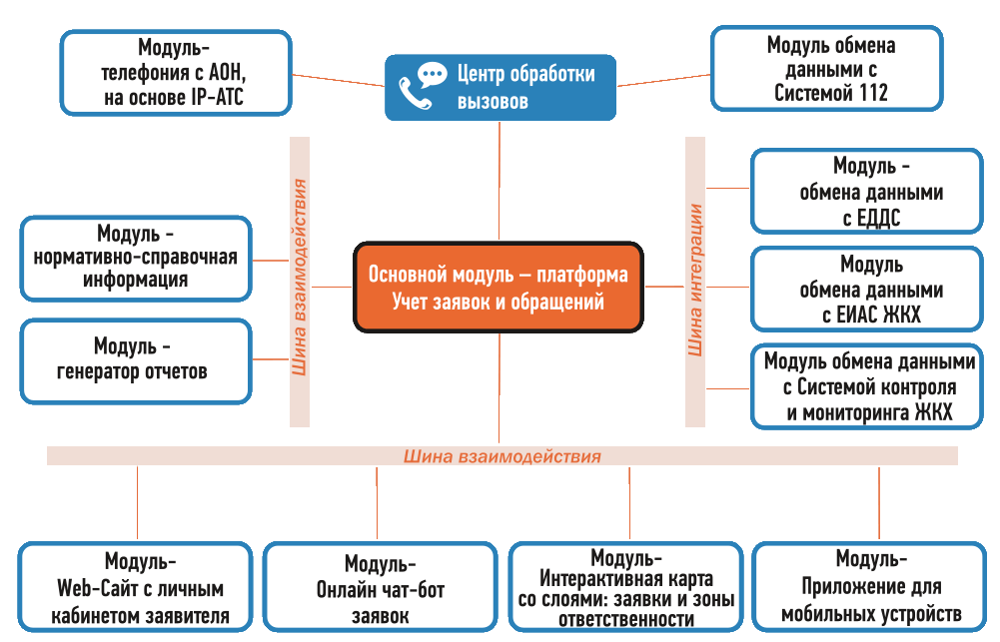 Модуль-
телефония с АОН,
на основе IP-АТС
Центр обработки
вызовов
Модуль обмена
данными с
Системой 112
Модуль -
нормативно-справочная
информация
Модуль -
генератор отчетов
Шина взаимодействия
Основной модуль – платформа
Учет заявок и обращений
Шина интеграции
Модуль -
обмена данными
с ЕДДС
Модуль
обмена данными
с ЕИАС ЖКХ
Модуль обмена данными
с Системой контроля
и мониторинга ЖКХ
Шина взаимодействия
Модуль-
Web-Сайт с личным
кабинетом заявителя
Модуль-
Онлайн чат-бот
заявок
Модуль-
Интерактивная карта
со слоями: заявки и зоны
ответственности
Модуль-
Приложение для
мобильных устройств